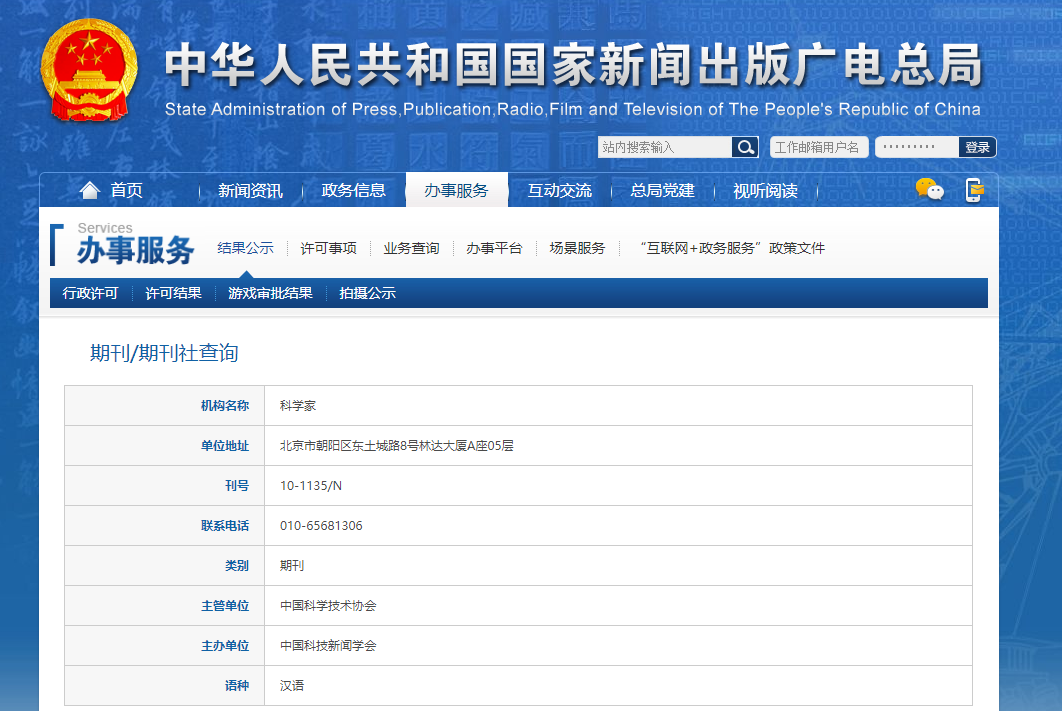 中华人民共和国国家新闻出版广电总局
State Administration of Press,Publication,Radio,Film and Television of The People's Republic of China
站内搜索输入 工作邮箱用户名 ········· 登录
首页 新闻资讯 政务信息 办事服务 互动交流 总局党建 视听阅读
Services
办事服务 结果公示 许可事项 业务查询 办事平台 场景服务 “互联网+政务服务”政策文件
行政许可 许可结果 游戏审批结果 拍摄公示
期刊/期刊社查询
机构名称 科学家
单位地址 北京市朝阳区东土城路8号林达大厦A座05层
刊号 10-1135/N
联系电话 010-65681306
类别 期刊
主管单位 中国科学技术协会
主办单位 中国科技新闻学会
语种 汉语